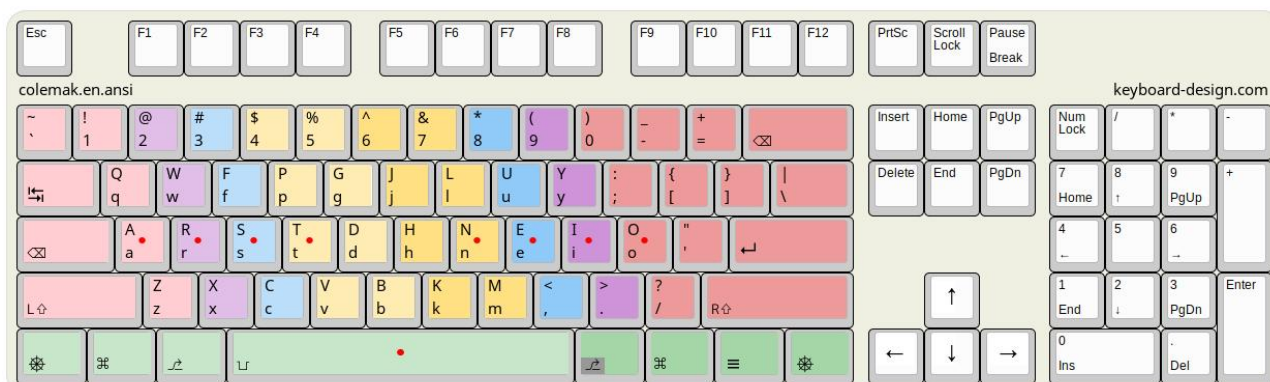 Esc F1 F2 F3 F4 F5 F6 F7 F8 F9 F10 F11 F12 PrtSc Scroll Lock Pause Break
colemak.en.ansi keyboard-design.com
~ ! @ # $ % ^ & * ( ) _ + Insert Home PgUp Num Lock / * -
` 1 2 3 4 5 6 7 8 9 0 - = ⌫
Q W F P G J L U Y : { } | Delete End PgDn 7 8 9 +
↹ q w f p g j l u y ; [ ] \ Home ↑ PgUp
A R S T D H N E I O " 4 5 6
⌫ a r s t d h n e i o ' ↵ ← →
Z X C V B K M < > ? ↑ 1 2 3 Enter
L⇧ z x c v b k m , . / R⇧ End ↓ PgDn
⎈ ⌘ ⎇ ⎵ ⎇ ⌘ ≡ ⎈ ← ↓ → 0 .
Ins Del